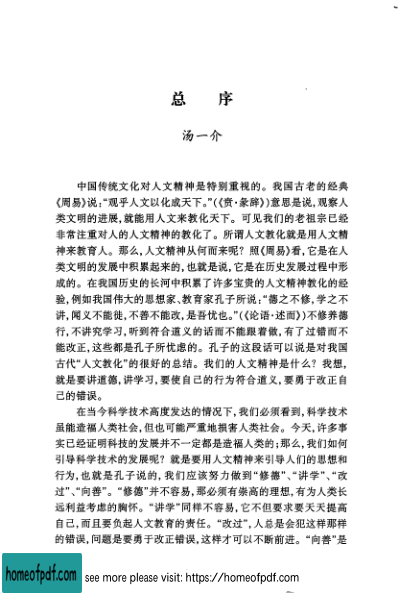 总 序
汤一介
中国传统文化对人文精神是特别重视的。我国古老的经典
《周易》说:“观乎人文以化成天下。”(《贲·彖辞》)意思是说,观察人
类文明的进展,就能用人文来教化天下。可见我们的老祖宗已经
非常注重对人的人文精神的教化了。所谓人文教化就是用人文精
神来教育人。那么,人文精神从何而来呢?照《周易》看,它是在人
类文明的发展中积累起来的,也就是说,它是在历史发展过程中形
成的。在我国历史的长河中积累了许多宝贵的人文精神教化的经
验,例如我国伟大的思想家、教育家孔子所说:“德之不修,学之不
讲,闻义不能徙,不善不能改,是吾忧也。”(《论语·述而》)不修养德
行,不讲究学习,听到符合道义的话而不能跟着做,有了过错而不
能改正,这些都是孔子所忧虑的。孔子的这段话可以说是对我国
古代“人文教化”的很好的总结。我们的人文精神是什么?我想,
就是要讲道德,讲学习,要使自己的行为符合道义,要勇于改正自
己的错误。
在当今科学技术高度发达的情况下,我们必须看到,科学技术
虽能造福人类社会,但也可能严重地损害人类社会。今天,许多事
实已经证明科技的发展并不一定都是造福人类的;那么,我们如何
引导科学技术的发展呢?就是要用人文精神来引导人们的思想和
行为,也就是孔子说的,我们应该努力做到“修德”、“讲学”、“改
过”、“向善”。“修德”并不容易,那必须有崇高的理想,有为人类长
远利益考虑的胸怀。“讲学”同样不容易,它不但要求要天天提高
自己,而且要负起人文教育的责任。“改过”,人总是会犯这样那样
的错误,问题是要勇于改正错误,这样才可以不断前进。“向善”是
homeofpdf.com see more please visit: https://homeofpdf.com